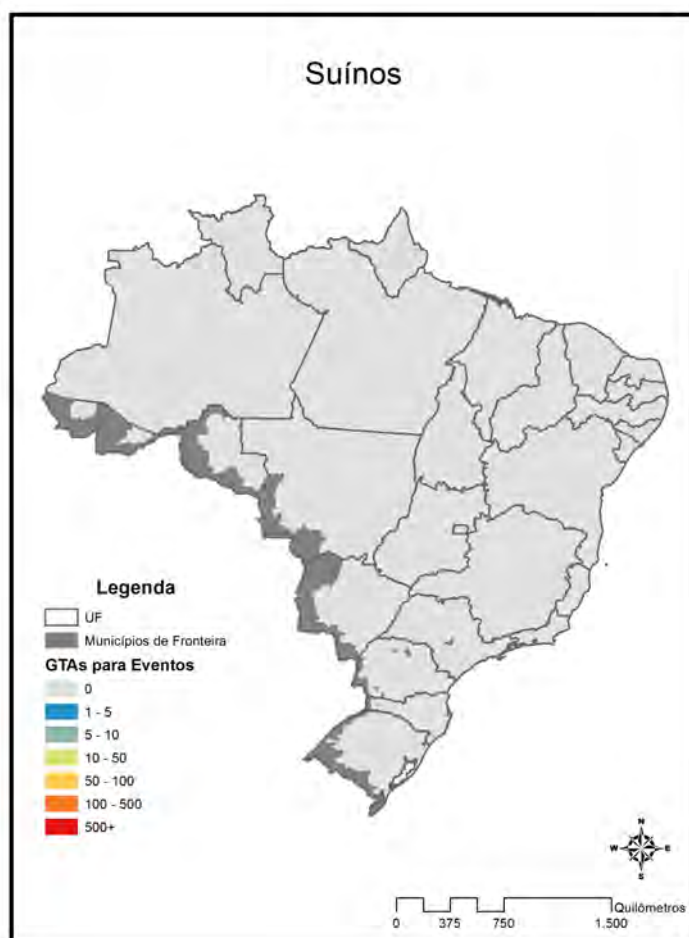 Suínos
Legenda
UF
Municípios de Fronteira
GTAs para Eventos
0
1 - 5
5 - 10
10 - 50
50 - 100
100 - 500
500+
N
W E
S
Quilômetros
0 375 750 1.500